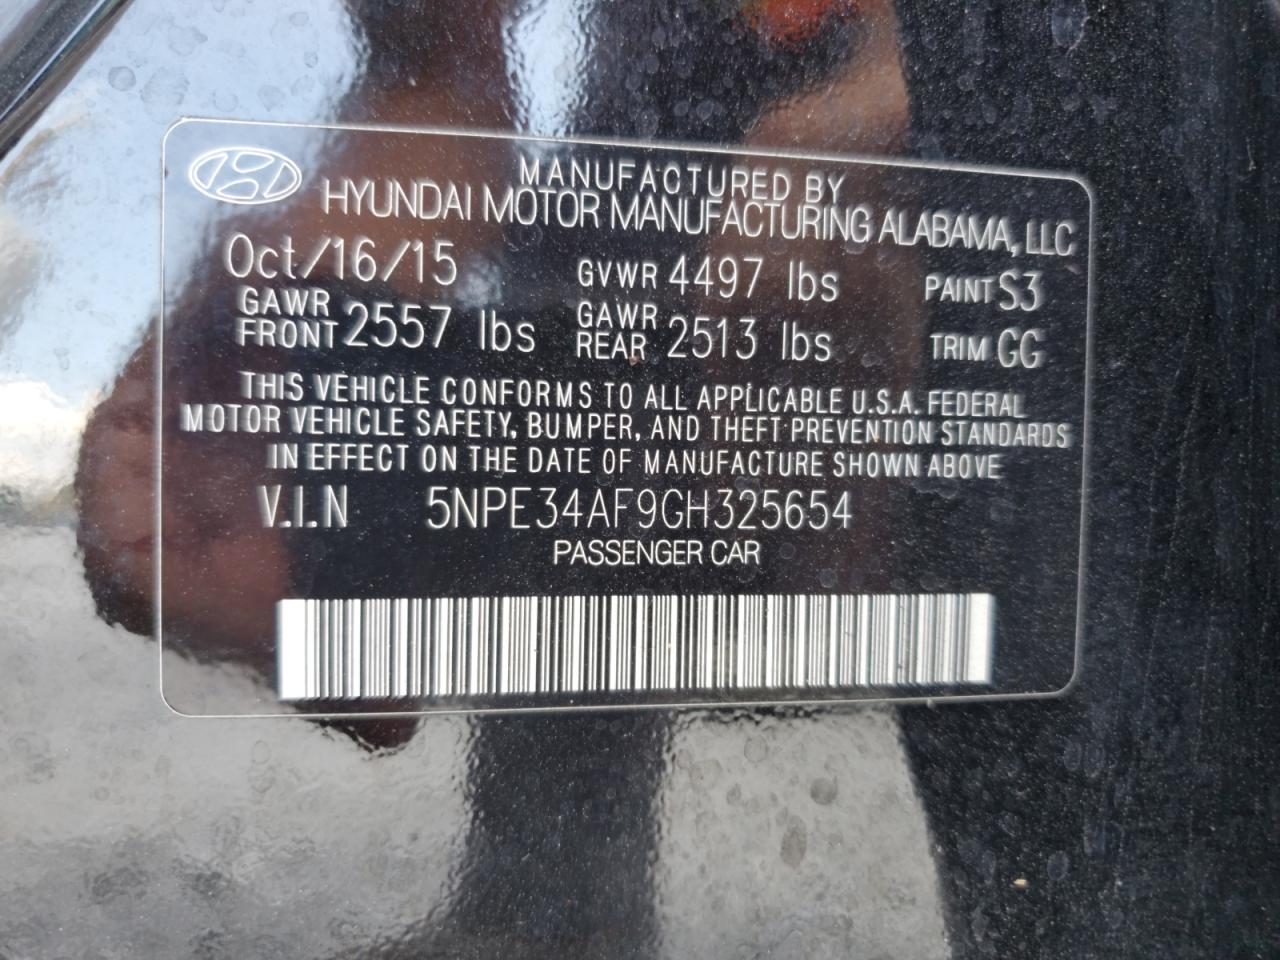 MANUFACTURED BY
HYUNDAI MOTOR MANUFACTURING ALABAMA, LLC
Oct/16/15 GVWR 4497 lbs PAINT S3
GAWR FRONT 2557 lbs GAWR REAR 2513 lbs TRIM GG
THIS VEHICLE CONFORMS TO ALL APPLICABLE U.S.A. FEDERAL
MOTOR VEHICLE SAFETY, BUMPER, AND THEFT PREVENTION STANDARDS
IN EFFECT ON THE DATE OF MANUFACTURE SHOWN ABOVE
V.I.N 5NPE34AF9GH325654
PASSENGER CAR